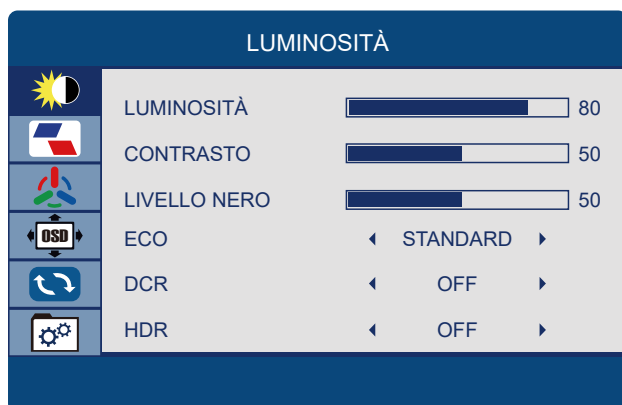 LUMINOSITÀ
LUMINOSITÀ 80
CONTRASTO 50
LIVELLO NERO 50
OSD
ECO STANDARD
DCR OFF
HDR OFF